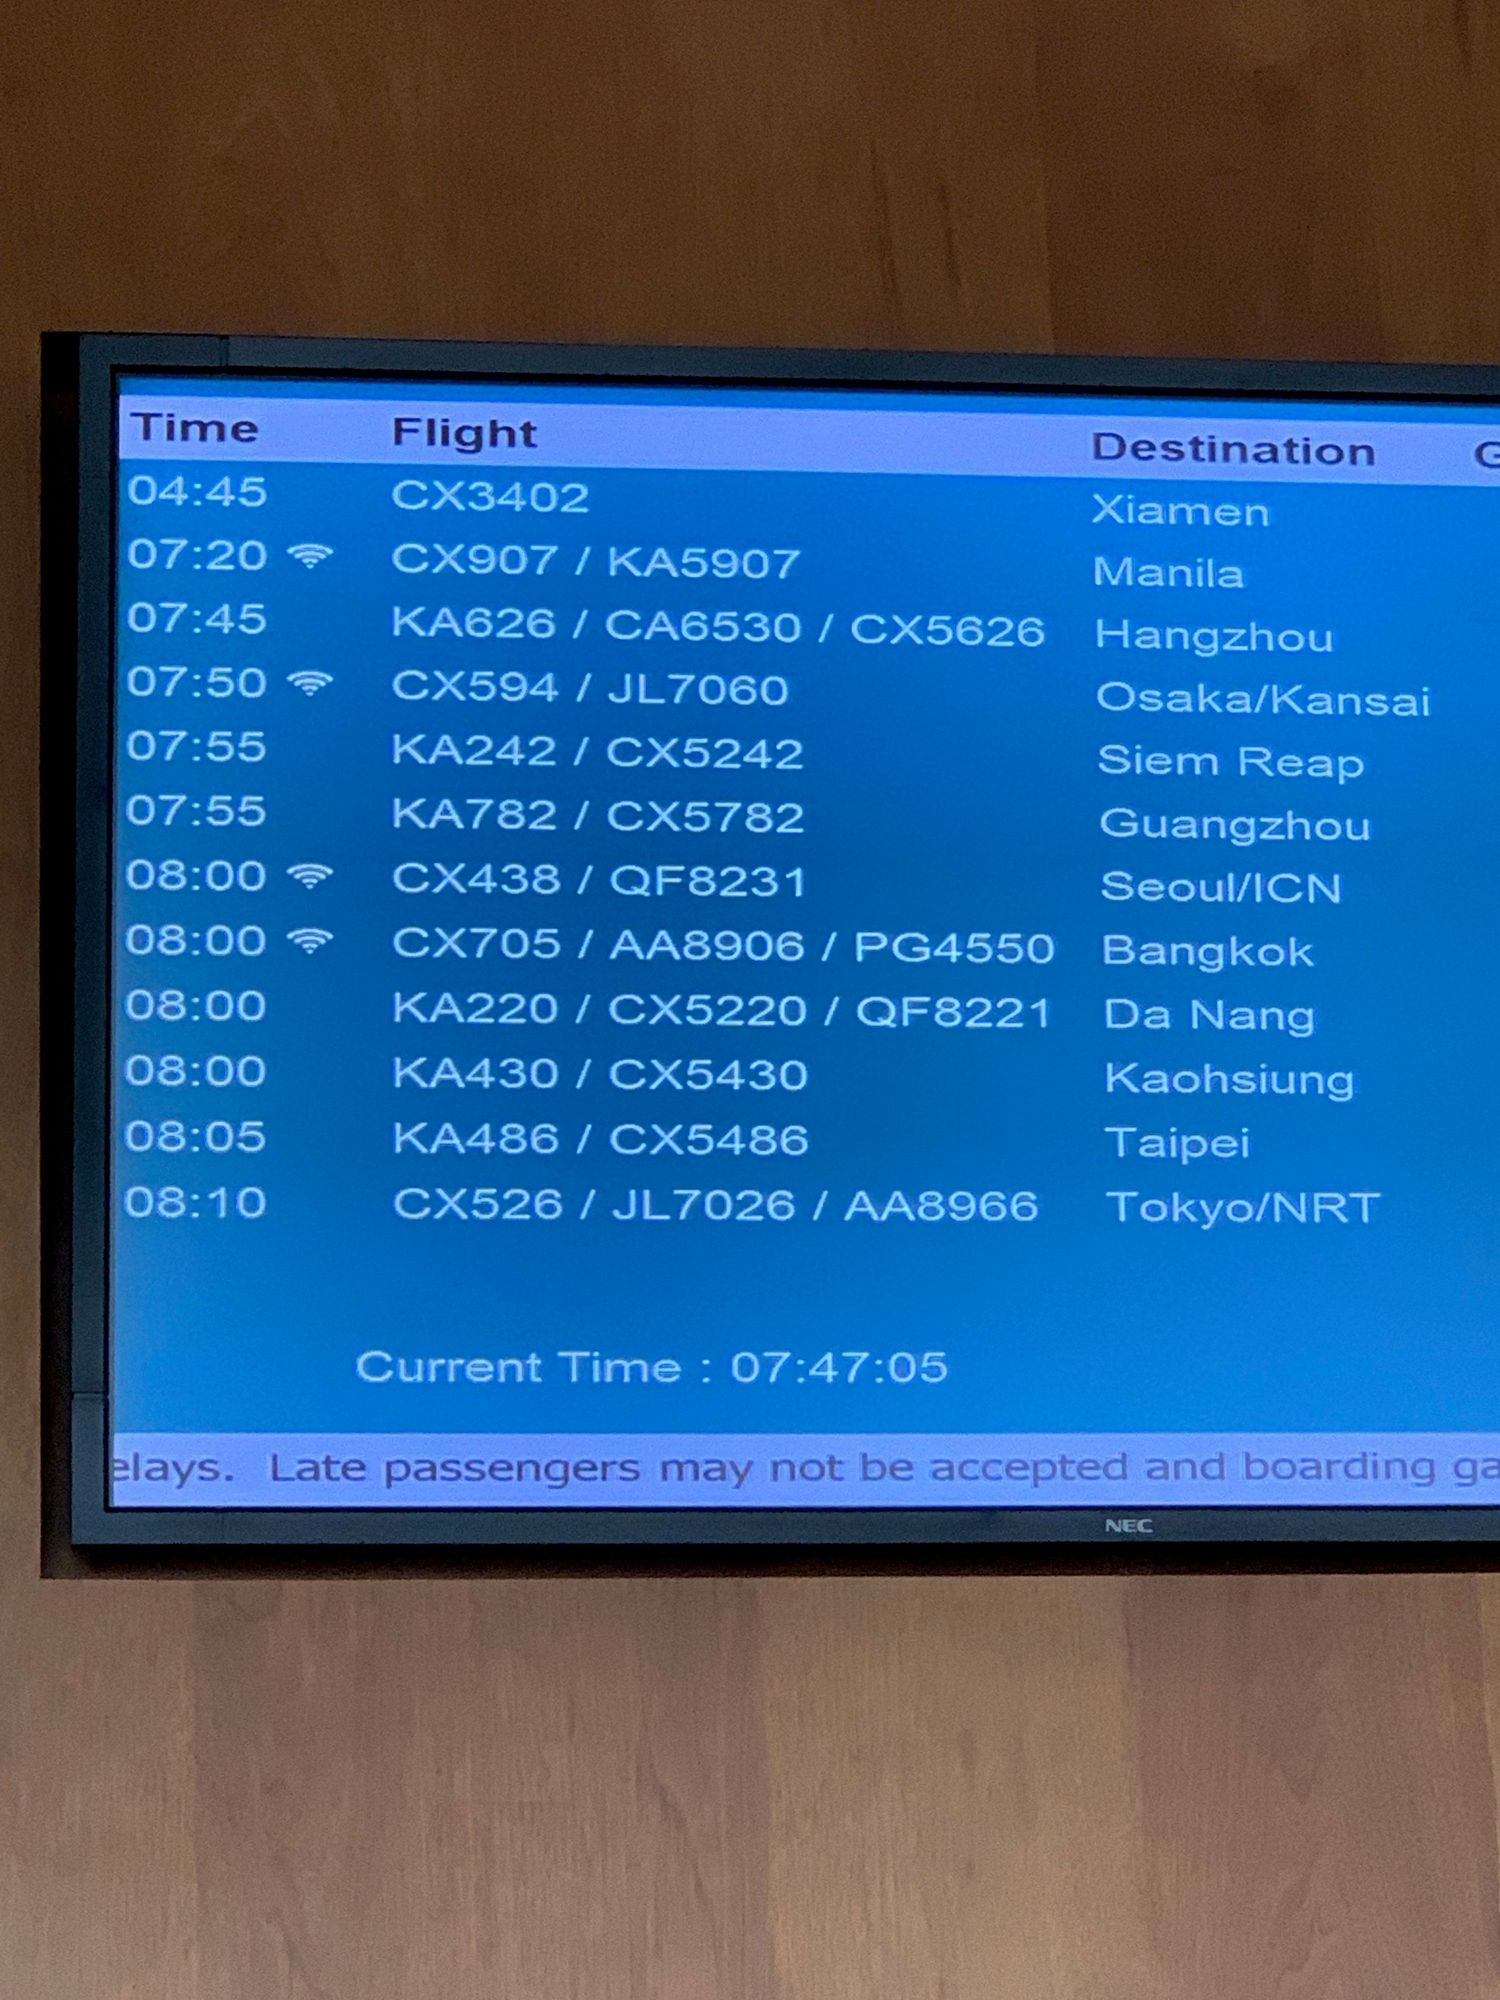 Time Flight Destination G
04:45 CX3402 Xiamen
07:20 CX907 / KA5907 Manila
07:45 KA626 / CA6530 / CX5626 Hangzhou
07:50 CX594 / JL7060 Osaka/Kansai
07:55 KA242 / CX5242 Siem Reap
07:55 KA782 / CX5782 Guangzhou
08:00 CX438 / QF8231 Seoul/ICN
08:00 CX705 / AA8906 / PG4550 Bangkok
08:00 KA220 / CX5220 / QF8221 Da Nang
08:00 KA430 / CX5430 Kaohsiung
08:05 KA486 / CX5486 Taipei
08:10 CX526 / JL7026 / AA8966 Tokyo/NRT
Current Time : 07:47:05
elays. Late passengers may not be accepted and boarding ga
NEC